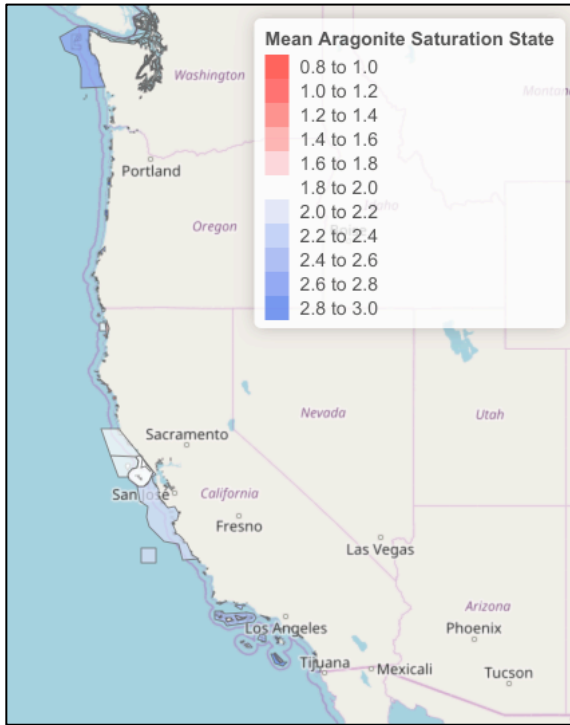 Mean Aragonite Saturation State
0.8 to 1.0
1.0 to 1.2
1.2 to 1.4
1.4 to 1.6
1.6 to 1.8
1.8 to 2.0
2.0 to 2.2
2.2 to 2.4
2.4 to 2.6
2.6 to 2.8
2.8 to 3.0
Washington
Portland
Oregon
Idaho
Sacramento
Nevada
Utah
San Jose
California
Fresno
Las Vegas
Los Angeles
Arizona
Phoenix
Tijuana
Mexicali
Tucson